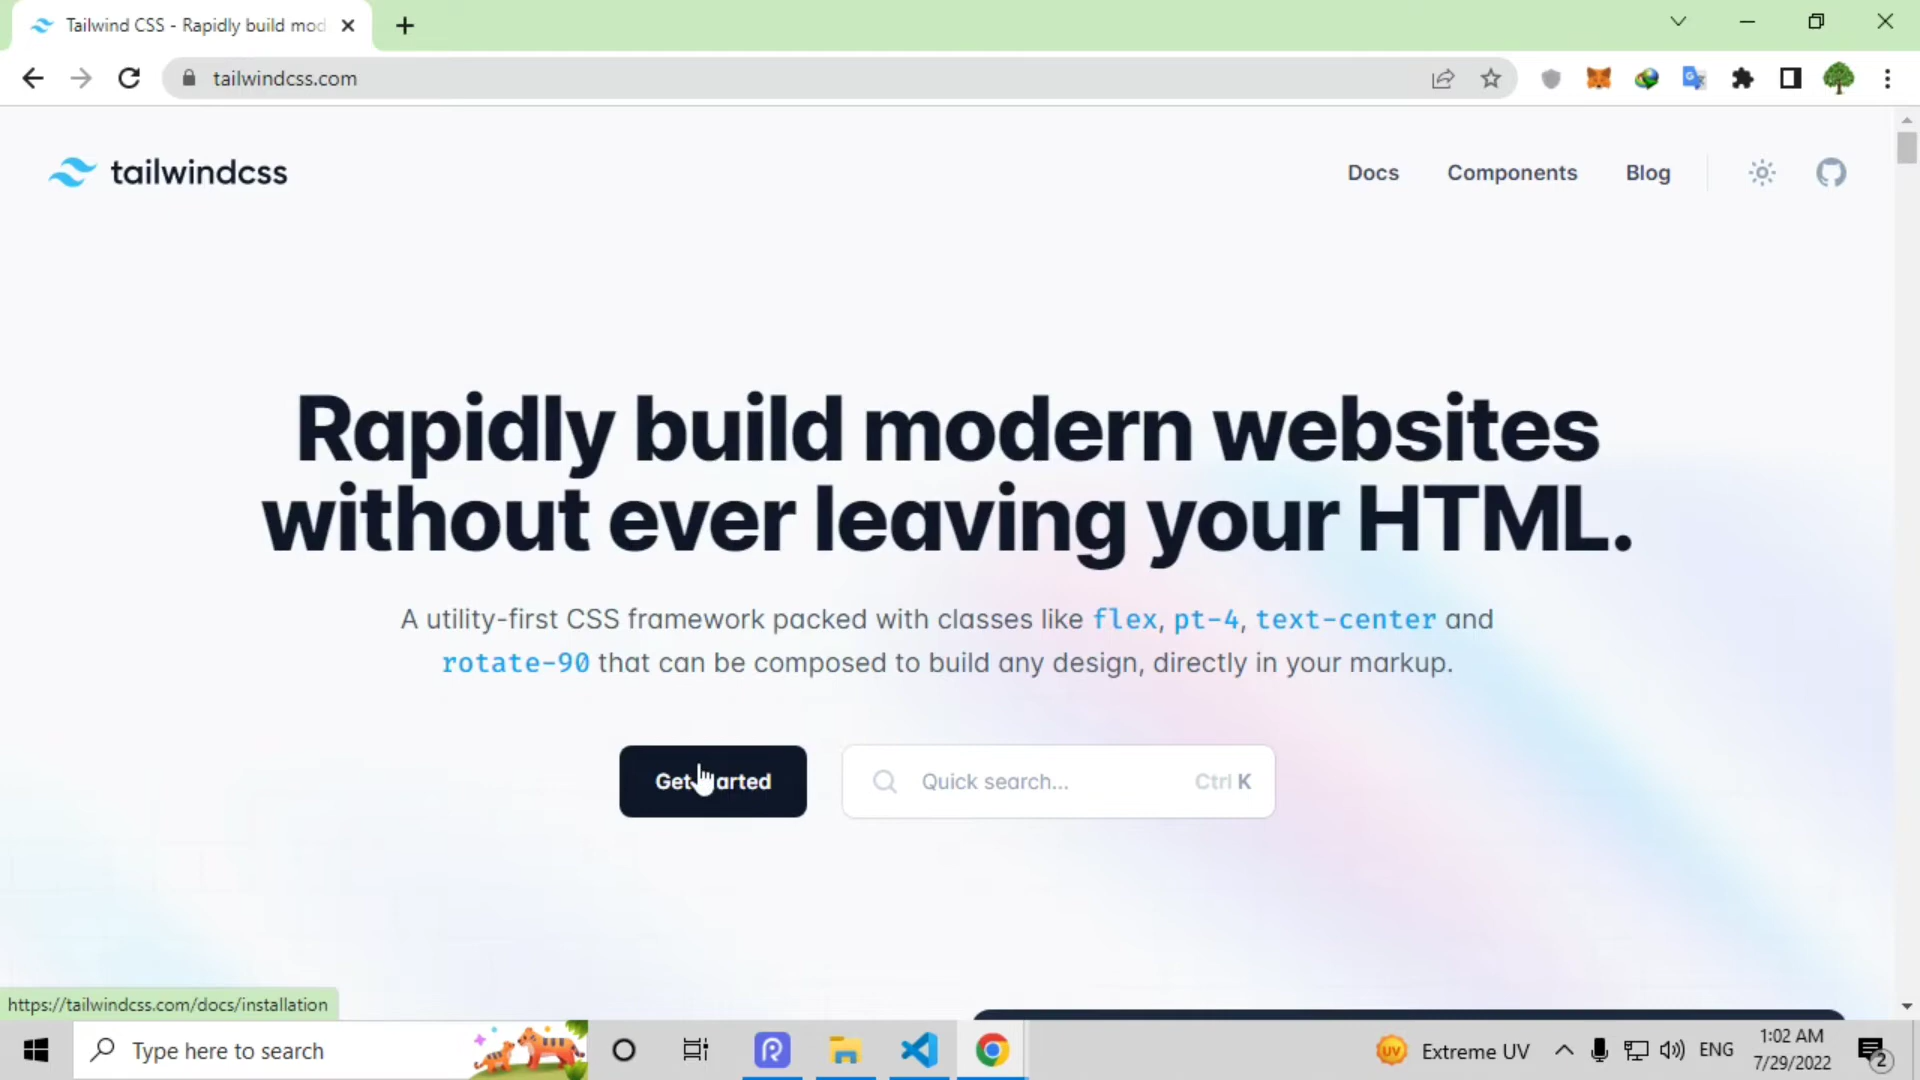 Tailwind CSS - Rapidly build mod
tailwindcss.com
tailwindcss
Docs
Components
Blog
Rapidly build modern websites
without ever leaving your HTML.
A utility-first CSS framework packed with classes like flex, pt-4, text-center and
rotate-90 that can be composed to build any design, directly in your markup.
Get
arted
Quick search...
Ctrl K
https://tailwindcss.com/docs/installation
Type here to search
UV
Extreme UV
ENG
1:02 AM
7/29/2022
2